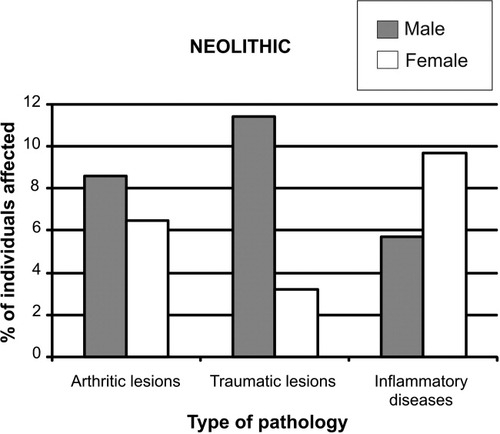 NEOLITHIC
Male
Female
% of individuals affected
12
10
8
6
4
2
0
Arthritic lesions
Traumatic lesions
Inflammatory
diseases
Type of pathology